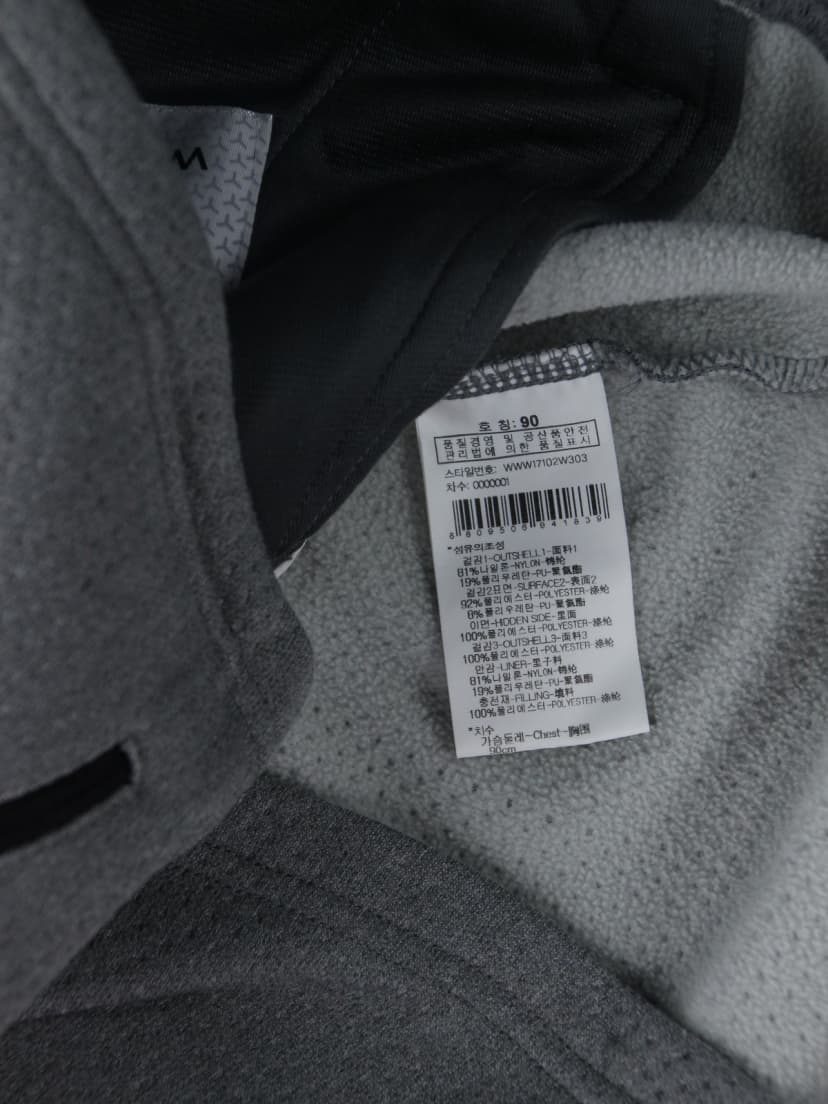 W
호 칭: 90
품질경영 및 공산품안전
관리법에 의한 품질표시
스타일번호: WWW17102W303
차수: 0000001
8809506941839
*섬유의조성
겉감1-OUTSHELL1-面料1
81%나일론-NYLON-锦纶
19%폴리우레탄-PU-聚氨酯
겉감2표면-SURFACE2-表面2
92%폴리에스터-POLYESTER-涤纶
8%폴리우레탄-PU-聚氨酯
이면-HIDDEN SIDE-里面
100%폴리에스터-POLYESTER-涤纶
겉감3-OUTSHELL3-面料3
100%폴리에스터-POLYESTER-涤纶
안감-LINER-里子料
81%나일론-NYLON-锦纶
19%폴리우레탄-PU-聚氨酯
충전재-FILLING-填料
100%폴리에스터-POLYESTER-涤纶
*치수
가슴둘레-Chest-胸围
90cm